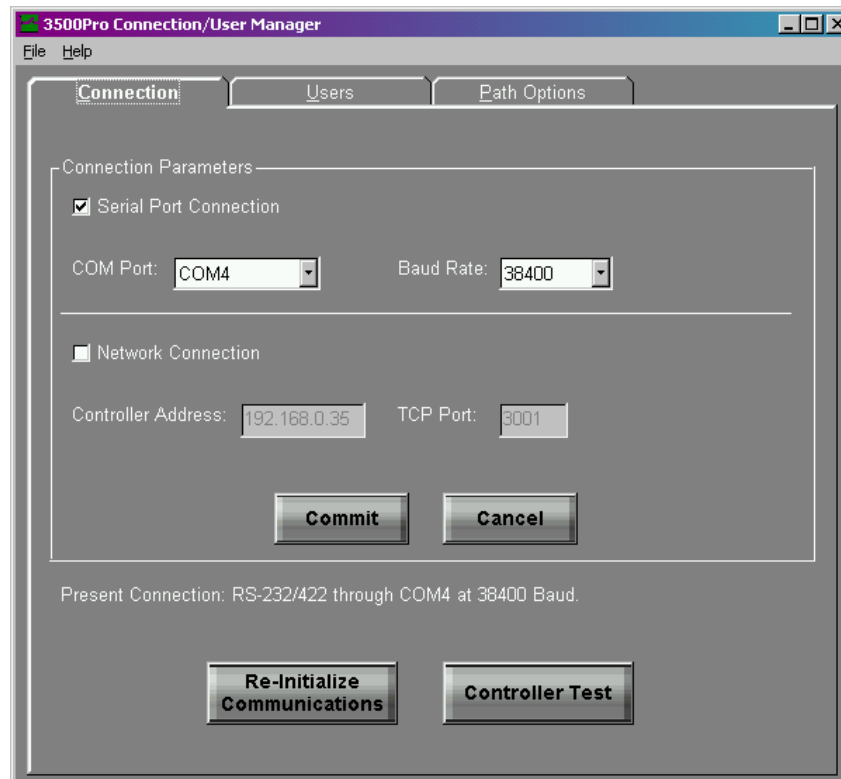 3500Pro Connection/User Manager
File Help
Connection Users Path Options
Connection Parameters
Serial Port Connection
COM Port: COM4 Baud Rate: 38400
Network Connection
Controller Address: 192.168.0.35 TCP Port: 3001
Commit Cancel
Present Connection: RS-232/422 through COM4 at 38400 Baud.
Re-Initialize
Communications
Controller Test